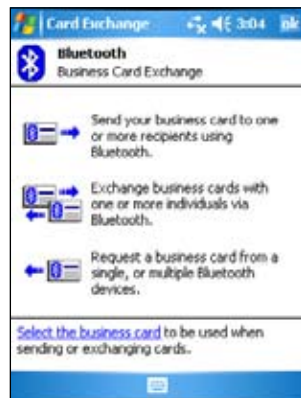 Card Exchange 3:04 ok
Bluetooth
Business Card Exchange
Send your business card to one
or more recipients using
Bluetooth.
Exchange business cards with
one or more individuals via
Bluetooth.
Request a business card from a
single, or multiple Bluetooth
devices.
Select the business card to be used when
sending or exchanging cards.